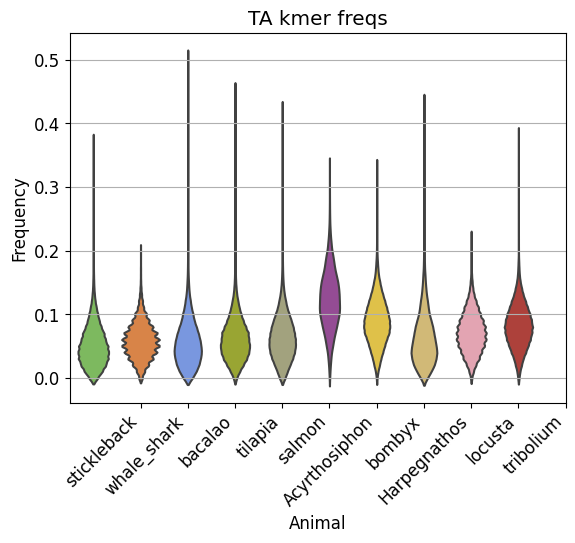 TA kmer freqs
Frequency
0.5
0.4
0.3
0.2
0.1
0.0
stickleback
whale_shark
bacalao
tilapia
salmon
Acyrthosiphon
bombyx
Harpegnathos
locusta
tribolium
Animal